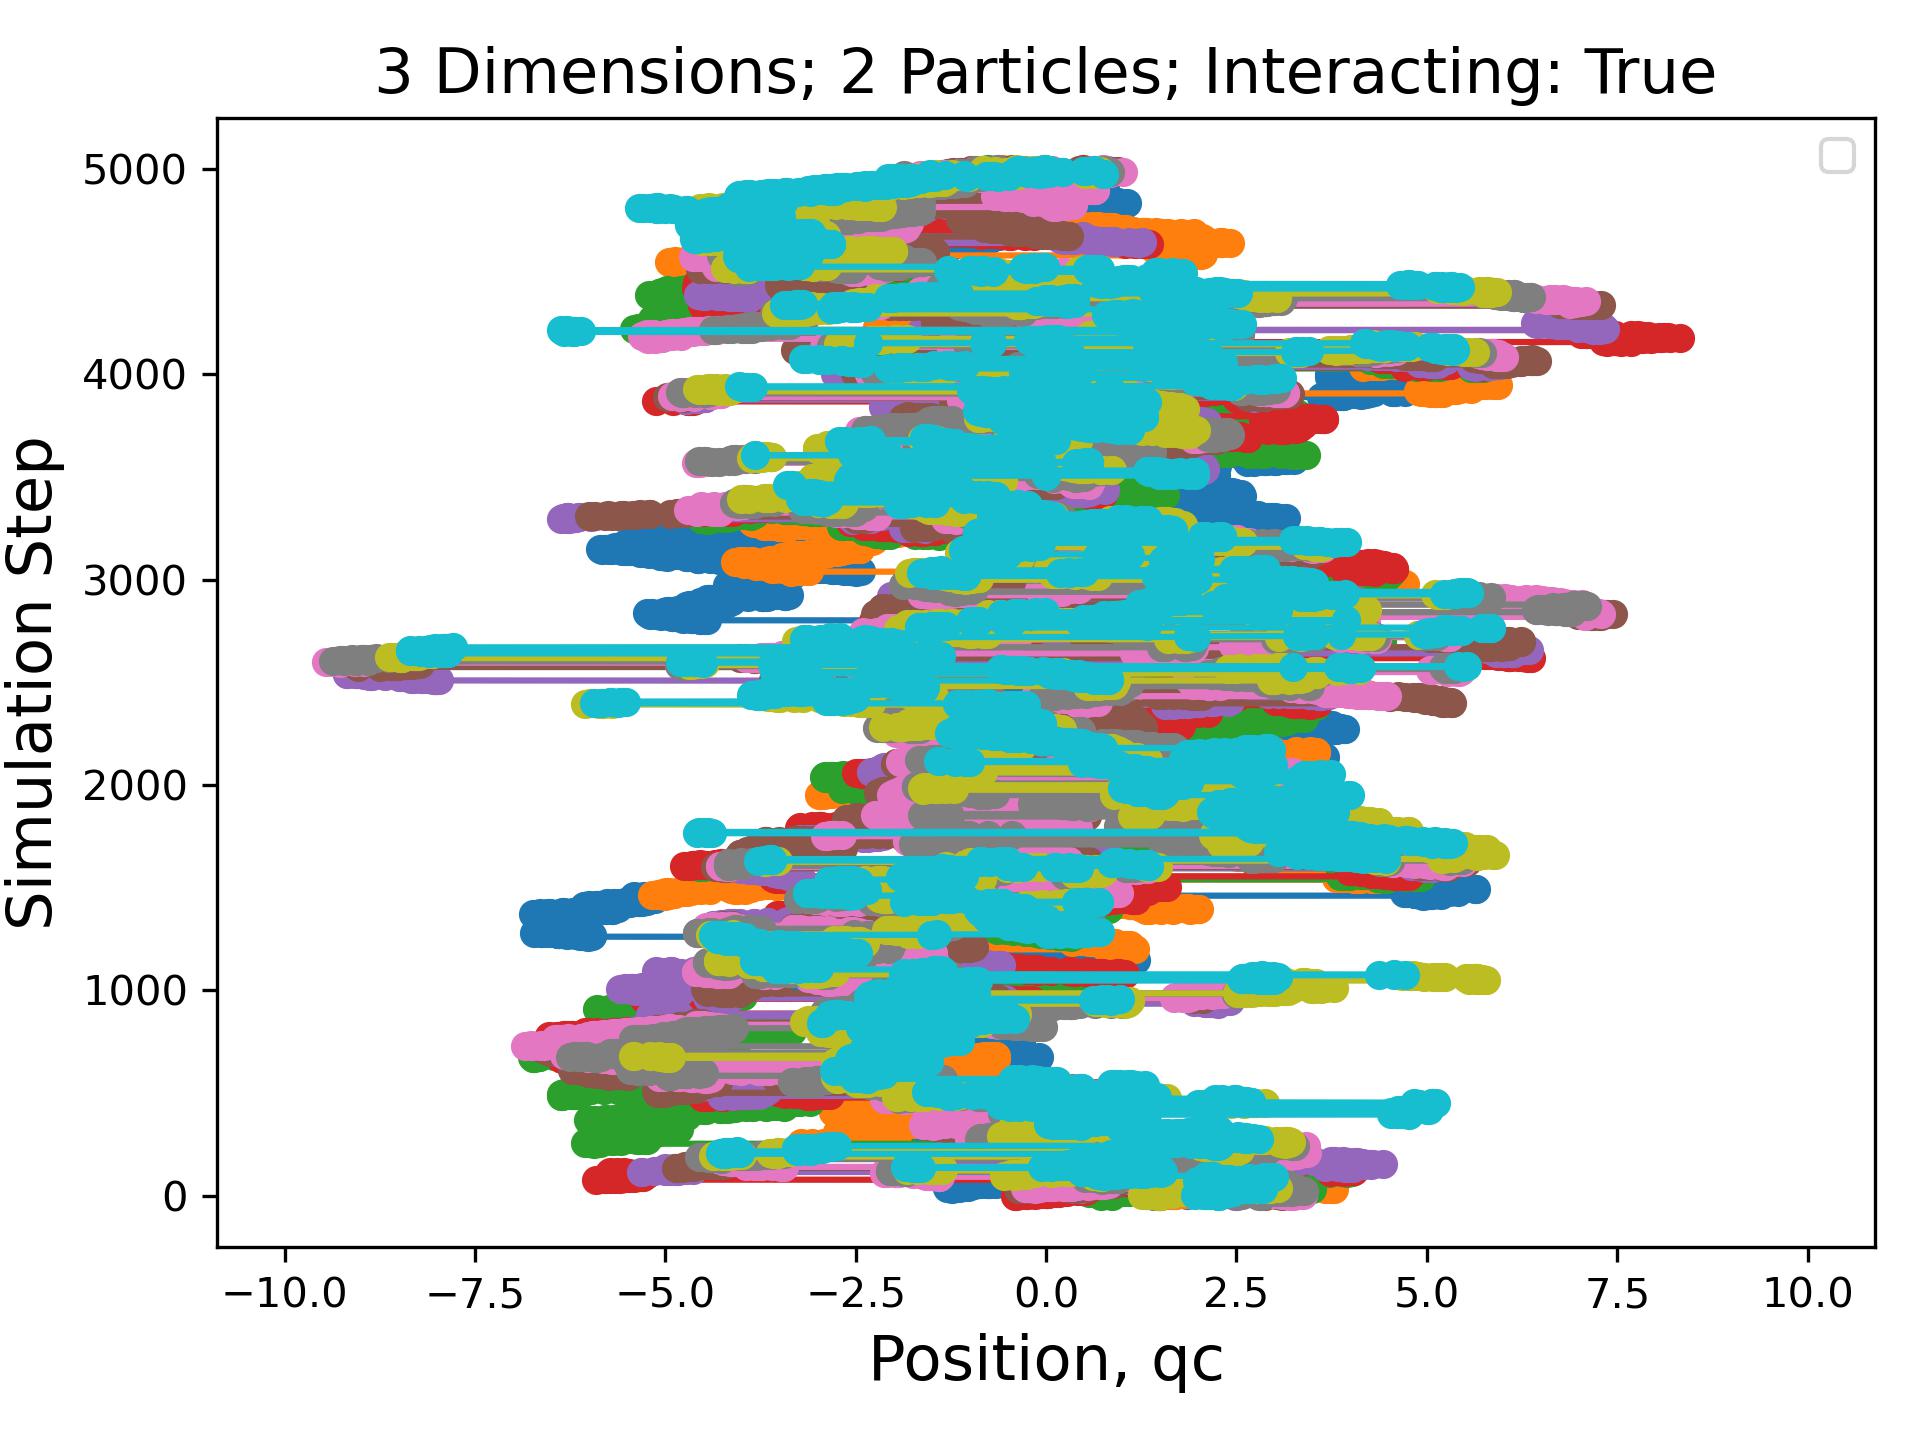 3 Dimensions; 2 Particles; Interacting: True
5000
4000
3000
2000
1000
0
Simulation Step
−10.0 −7.5 −5.0 −2.5 0.0 2.5 5.0 7.5 10.0
Position, qc